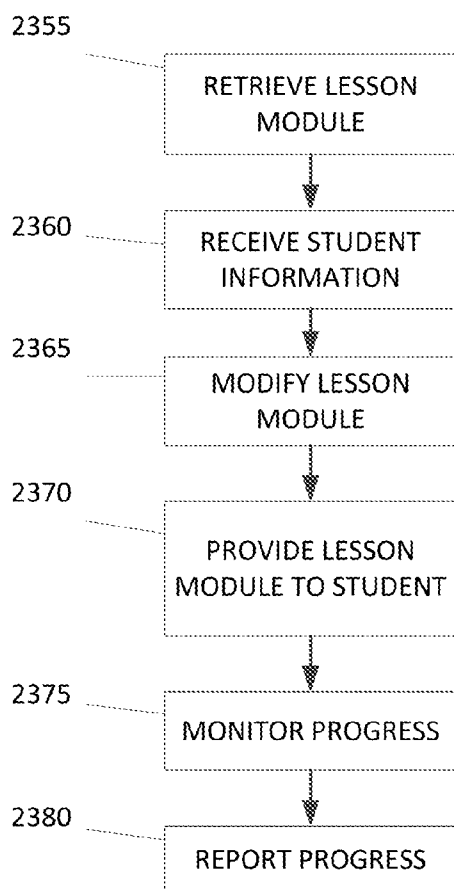 2355
RETRIEVE LESSON
MODULE
2360
RECEIVE STUDENT
INFORMATION
2365
MODIFY LESSON
MODULE
2370
PROVIDE LESSON
MODULE TO STUDENT
2375
MONITOR PROGRESS
2380
REPORT PROGRESS